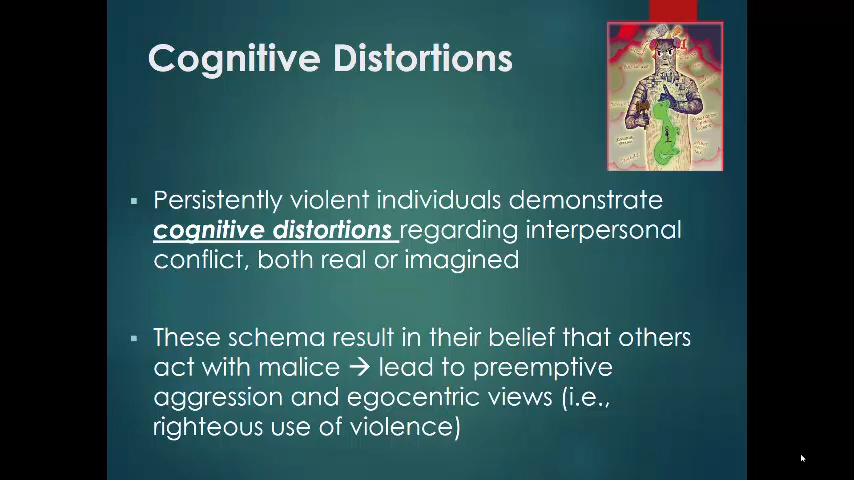 Cognitive Distortions
▪ Persistently violent individuals demonstrate
cognitive distortions regarding interpersonal
conflict, both real or imagined
▪ These schema result in their belief that others
act with malice → lead to preemptive
aggression and egocentric views (i.e.,
righteous use of violence)